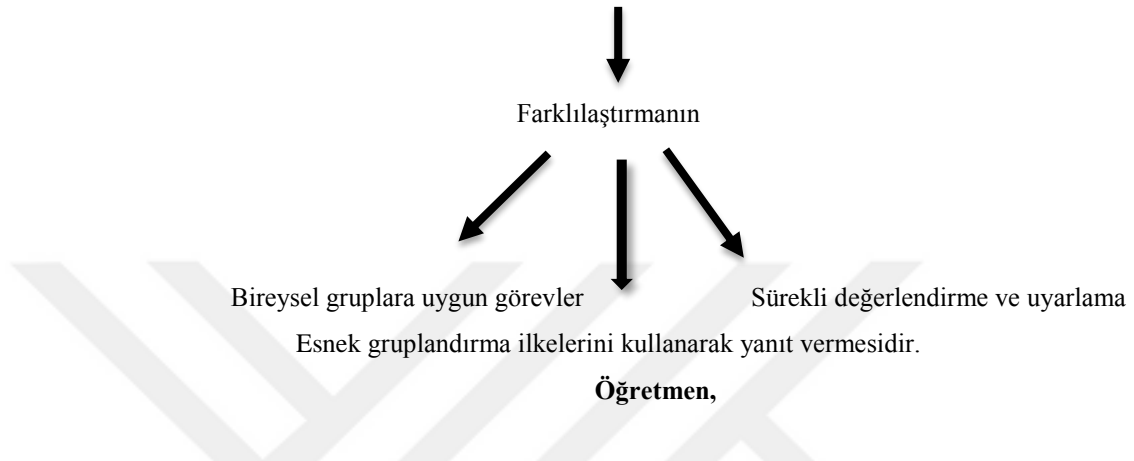 Farklılaştırmanın
Bireysel gruplara uygun görevler Sürekli değerlendirme ve uyarlama
Esnek gruplandırma ilkelerini kullanarak yanıt vermesidir.
Öğretmen,